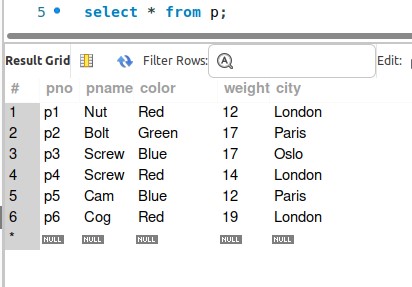 5 select * from p;
Result Grid Filter Rows: Edit:
# pno pname color weight city
1 p1 Nut Red 12 London
2 p2 Bolt Green 17 Paris
3 p3 Screw Blue 17 Oslo
4 p4 Screw Red 14 London
5 p5 Cam Blue 12 Paris
6 p6 Cog Red 19 London
* NULL NULL NULL NULL NULL